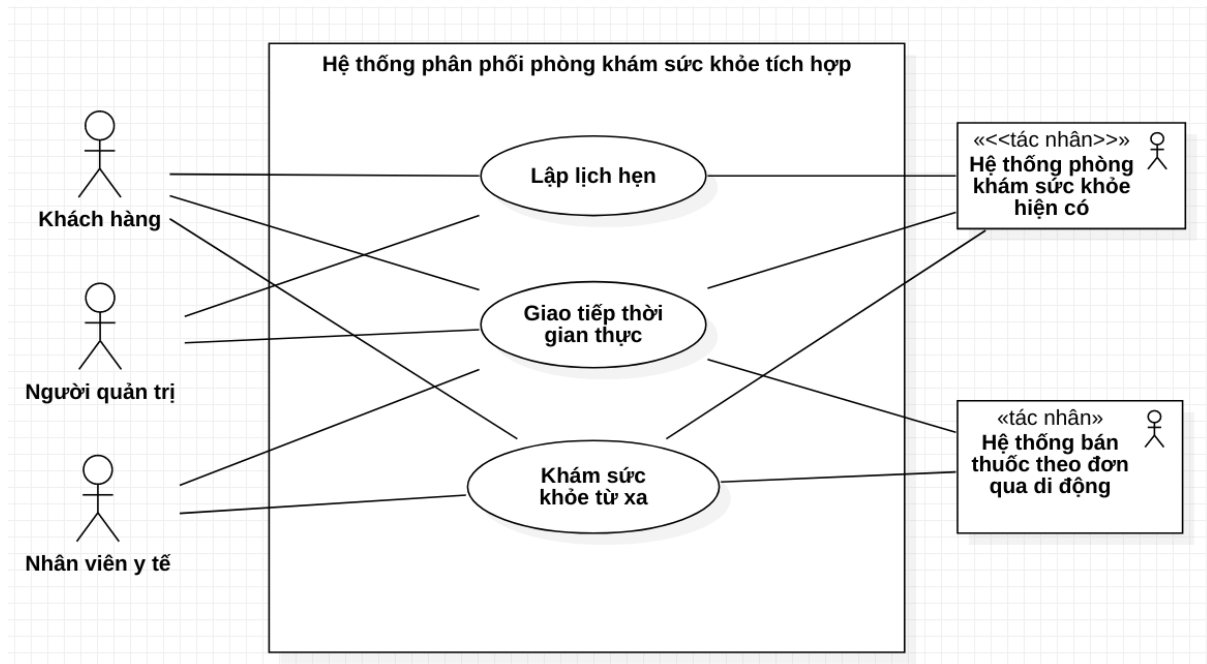 Hệ thống phân phối phòng khám sức khỏe tích hợp
Khách hàng
Người quản trị
Nhân viên y tế
Lập lịch hẹn
Giao tiếp thời
gian thực
Khám sức
khỏe từ xa
«<<tác nhân>>»
Hệ thống phòng
khám sức khỏe
hiện có
«tác nhân»
Hệ thống bán
thuốc theo đơn
qua di động